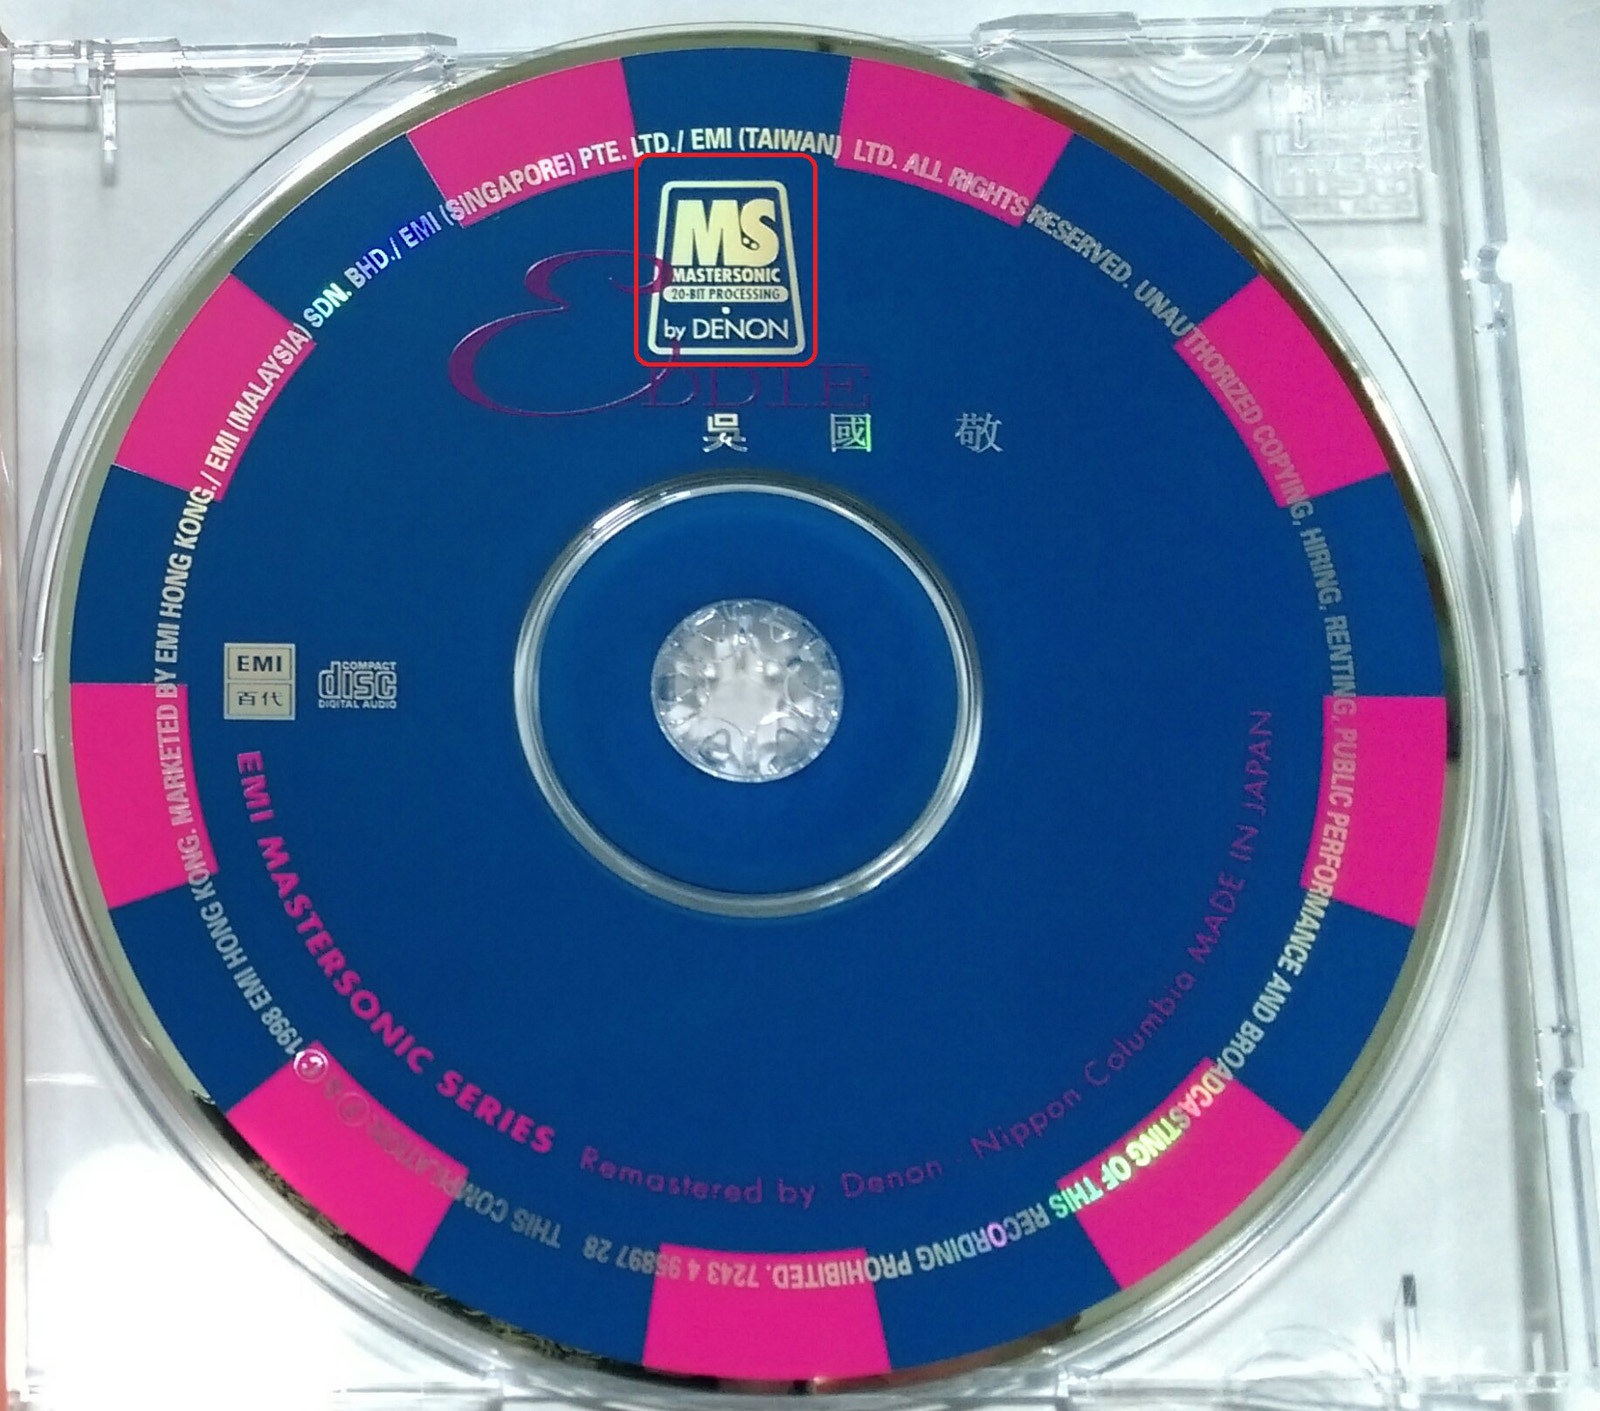 MS
MASTERSONIC
20-BIT PROCESSING
by DENON
EDDIE
吳國敬
EMI
百代
COMPACT
disc
DIGITAL AUDIO
EMI MASTERSONIC SERIES
Remastered by Denon · Nippon Columbia MADE IN JAPAN
7243 4 95897 28 THIS COMPILATION Ⓟ & Ⓒ 1998 EMI HONG KONG. MARKETED BY EMI HONG KONG./ EMI (MALAYSIA) SDN. BHD./ EMI (SINGAPORE) PTE. LTD./ EMI (TAIWAN) LTD. ALL RIGHTS RESERVED. UNAUTHORIZED COPYING, HIRING, RENTING, PUBLIC PERFORMANCE AND BROADCASTING OF THIS RECORDING PROHIBITED.